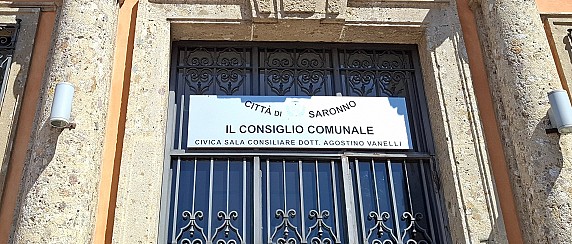 CITTÀ DI SARONNO
IL CONSIGLIO COMUNALE
CIVICA SALA CONSILIARE DOTT. AGOSTINO VANELLI